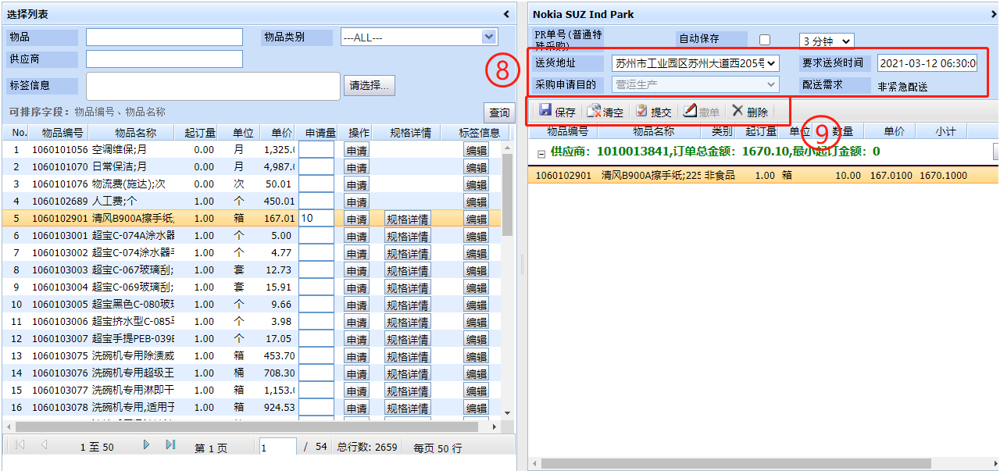 选择列表
物品
物品类别
---ALL---
供应商
标签信息
请选择...
可排序字段：物品编号、物品名称
查询
No. 物品编号 物品名称 起订量 单位 单价 申请量 操作 规格详情 标签信息
1 1060101056 空调维保;月 0.00 月 1,325.0 申请 编辑
2 1060101070 日常保洁;月 0.00 月 4,987.0 申请 编辑
3 1060101076 物流费(施达);次 0.00 次 50.01 申请 编辑
4 1060102689 人工费;个 1.00 个 450.01 申请 编辑
5 1060102901 清风B900A擦手纸; 1.00 箱 167.01 10 申请 规格详情 编辑
6 1060103001 超宝C-074A涂水器 1.00 个 5.00 申请 规格详情 编辑
7 1060103002 超宝C-074涂水器 1.00 个 4.77 申请 规格详情 编辑
8 1060103003 超宝C-067玻璃刮; 1.00 套 12.73 申请 规格详情 编辑
9 1060103004 超宝C-069玻璃刮; 1.00 套 15.91 申请 规格详情 编辑
10 1060103005 超宝黑色C-080玻 1.00 个 9.66 申请 规格详情 编辑
11 1060103006 超宝挤水型C-085 1.00 个 3.98 申请 规格详情 编辑
12 1060103007 超宝手提PEB-039 1.00 个 17.05 申请 规格详情 编辑
13 1060103075 洗碗机专用除渍威 1.00 箱 453.70 申请 规格详情 编辑
14 1060103076 洗碗机专用超级王 1.00 桶 708.30 申请 规格详情 编辑
15 1060103077 洗碗机专用淋即干 1.00 箱 1,153. 申请 规格详情 编辑
16 1060103078 洗碗机专用,适用于 1.00 箱 924.53 申请 规格详情 编辑
1 至 50 第 1 页 1 / 54 总行数: 2659 每页 50 行
Nokia SUZ Ind Park
PR单号(普通特殊采购)
自动保存
3 分钟
⑧
送货地址
苏州市工业园区苏州大道西205号
要求送货时间
2021-03-12 06:30:0
采购申请目的
营运生产
配送需求
非紧急配送
保存 清空 提交 撤单 删除
⑨
物品编号 物品名称 类别 起订量 单位 数量 单价 小计
供应商：1010013841,订单总金额：1670.10,最小起订金额：0
1060102901 清风B900A擦手纸;225 非食品 1.00 箱 10.00 167.0100 1670.1000